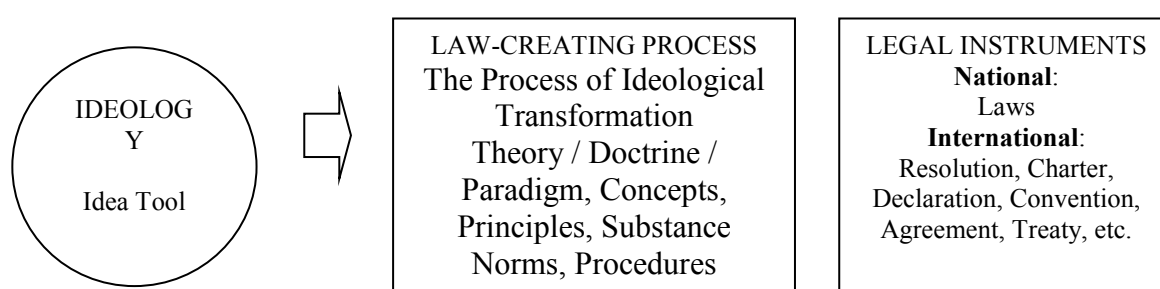 IDEOLOG
Y
Idea Tool
LAW-CREATING PROCESS
The Process of Ideological
Transformation
Theory / Doctrine /
Paradigm, Concepts,
Principles, Substance
Norms, Procedures
LEGAL INSTRUMENTS
National:
Laws
International:
Resolution, Charter,
Declaration, Convention,
Agreement, Treaty, etc.